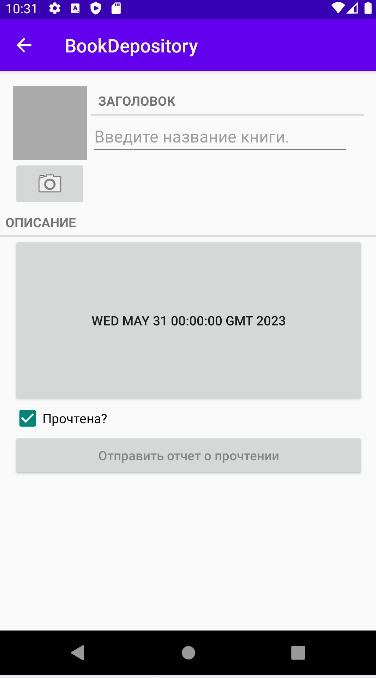 10:31
BookDepository
ЗАГОЛОВОК
Введите название книги.
ОПИСАНИЕ
WED MAY 31 00:00:00 GMT 2023
Прочтена?
Отправить отчет о прочтении